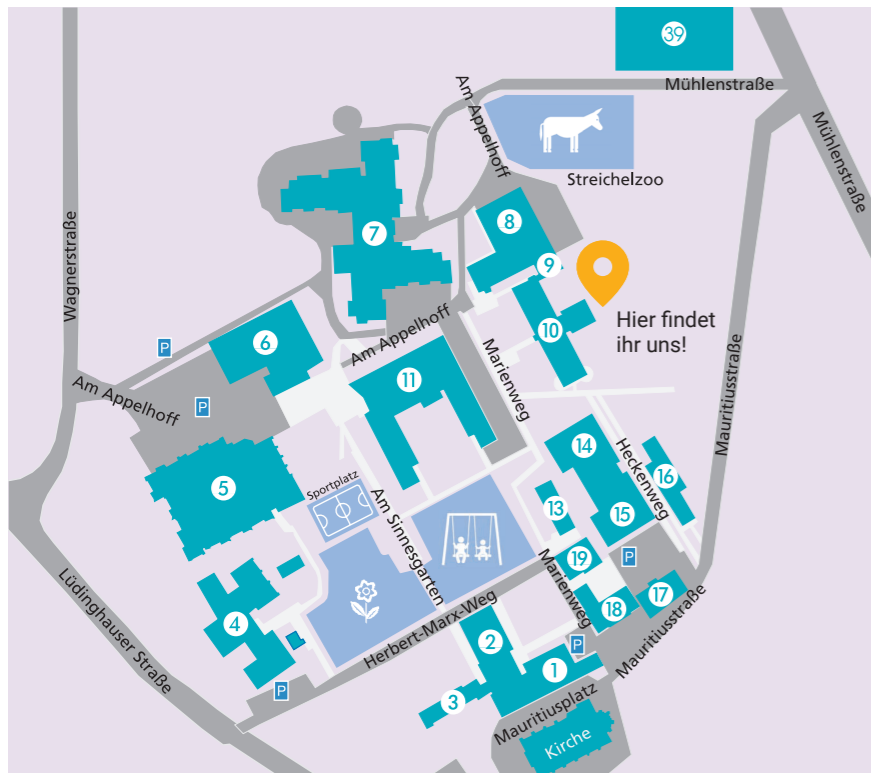 39
Am Appelhoff
Mühlenstraße
Mühlenstraße
Streichelzoo
Wagnerstraße
7
8
9
Hier findet
ihr uns!
10
6
P
Am Appelhoff
11
Marienweg
Mauritiusstraße
Am Appelhoff
P
5
Sportplatz
Am Sinnesgarten
14
Heckenweg
16
13
15
19
P
Marienweg
17
18
4
Lüdinghauser Straße
Herbert-Marx-Weg
2
P
Mauritiusstraße
1
P
3
Mauritiusplatz
Kirche